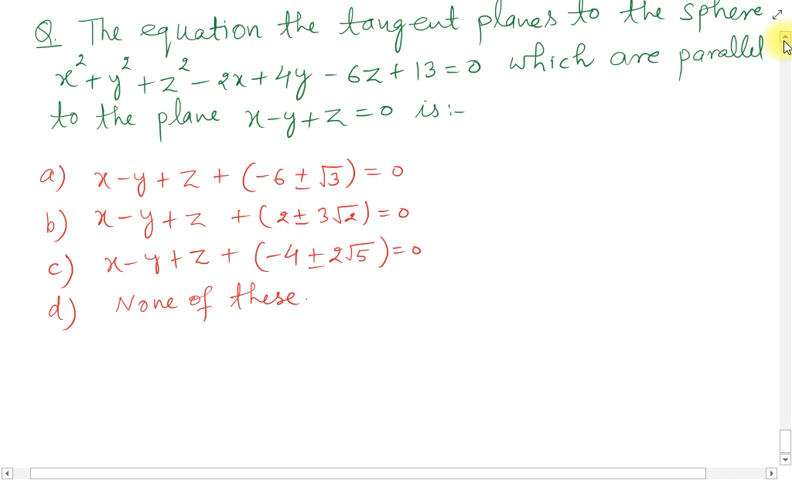 Q. The equation the tangent planes to the sphere
x² + y² + z² - 2x + 4y - 6z + 13 = 0 which are parallel
to the plane x-y+z = 0 is :-
a) x-y+z + (-6 ± √3) = 0
b) x-y+z + (2 ± 3√2) = 0
c) x-y+z + (-4 ± 2√5) = 0
d) None of these.